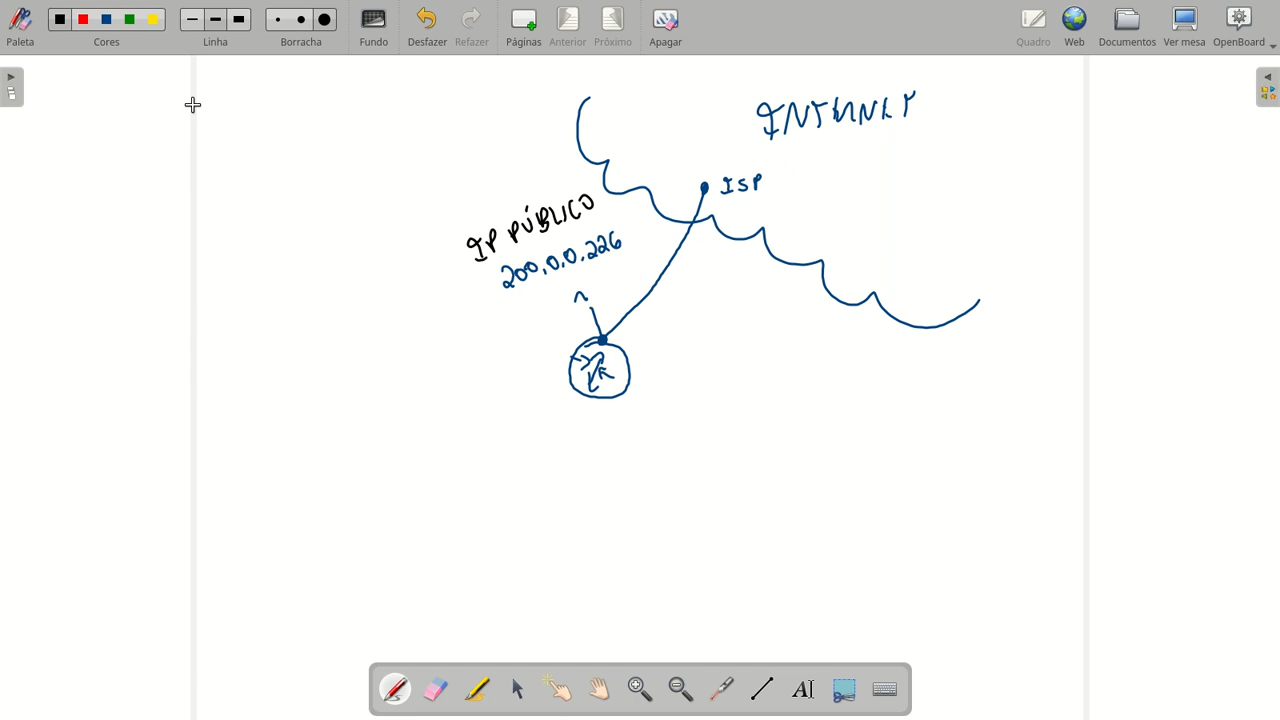 Paleta
Cores
Linha
Borracha
Fundo
Desfazer
Refazer
Páginas
Anterior
Próximo
Apagar
Quadro
Web
Documentos
Ver mesa
OpenBoard
INTERNET
ISP
IP PÚBLICO
200.0.0.226
AI